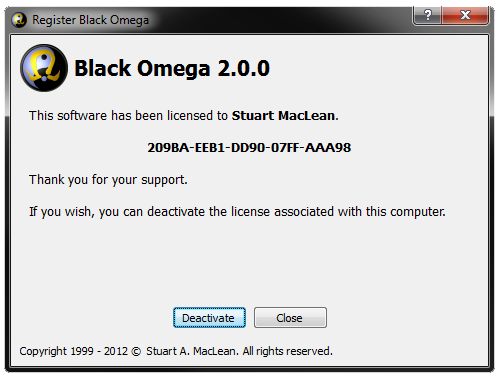 Register Black Omega
Black Omega 2.0.0
This software has been licensed to Stuart MacLean.
209BA-EEB1-DD90-07FF-AAA98
Thank you for your support.
If you wish, you can deactivate the license associated with this computer.
Deactivate Close
Copyright 1999 - 2012 © Stuart A. MacLean. All rights reserved.